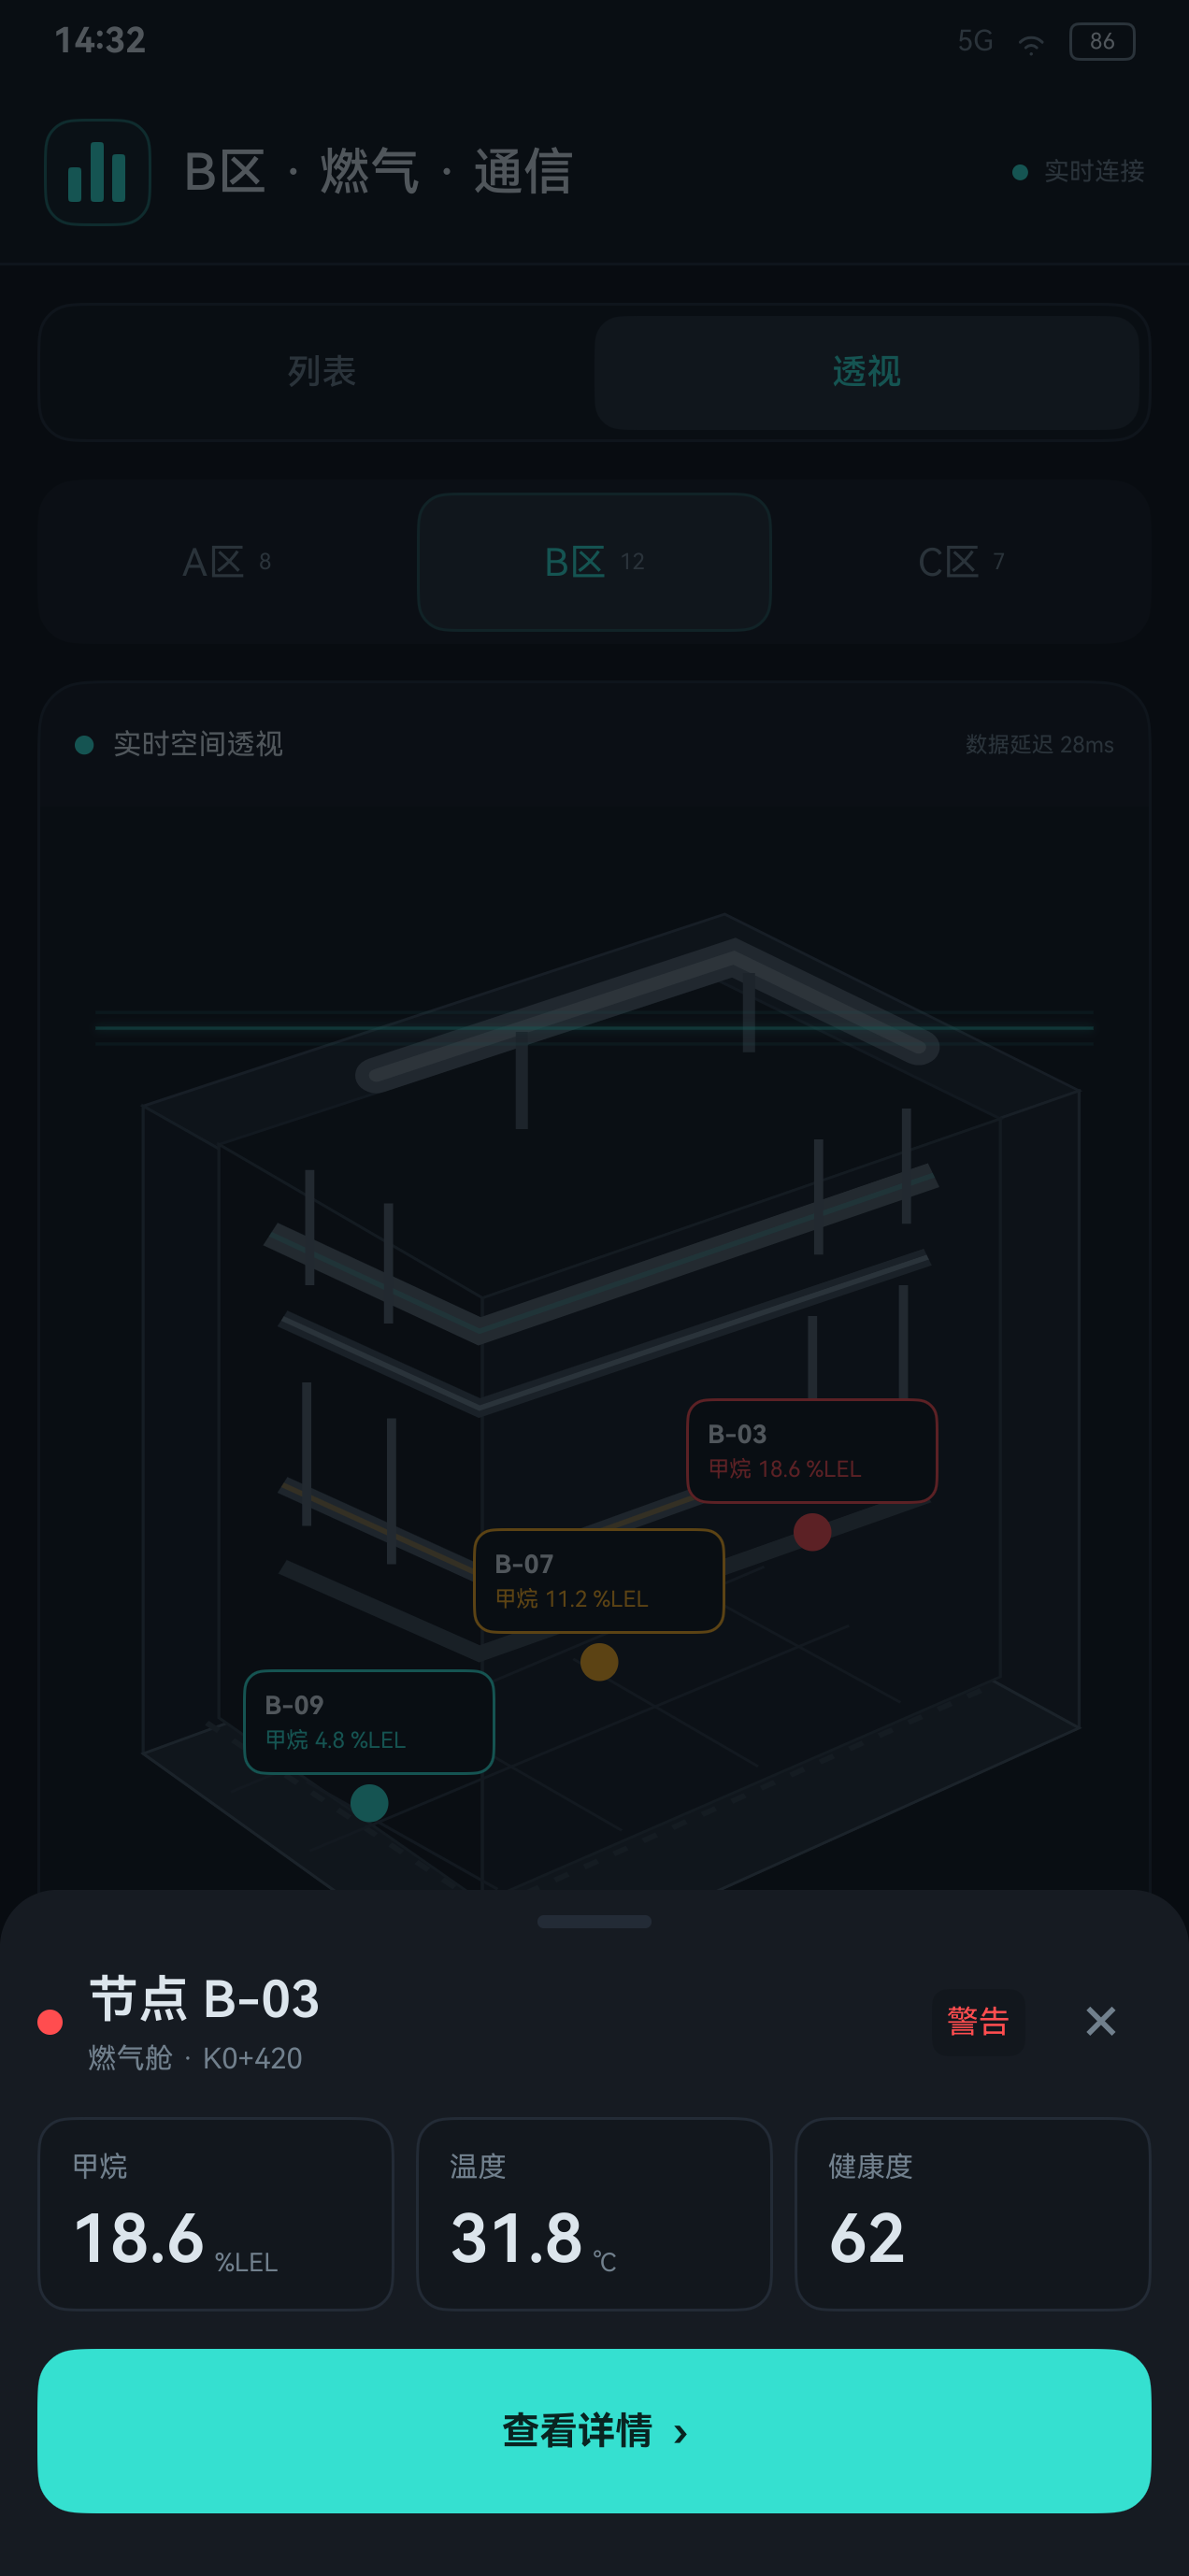 14:32
5G
86
B区 · 燃气 · 通信
实时连接
列表
透视
A区 8
B区 12
C区 7
实时空间透视
数据延迟 28ms
B-03
甲烷 18.6 %LEL
B-07
甲烷 11.2 %LEL
B-09
甲烷 4.8 %LEL
节点 B-03
燃气舱 · K0+420
警告
甲烷
18.6 %LEL
温度
31.8 ℃
健康度
62
查看详情 ›